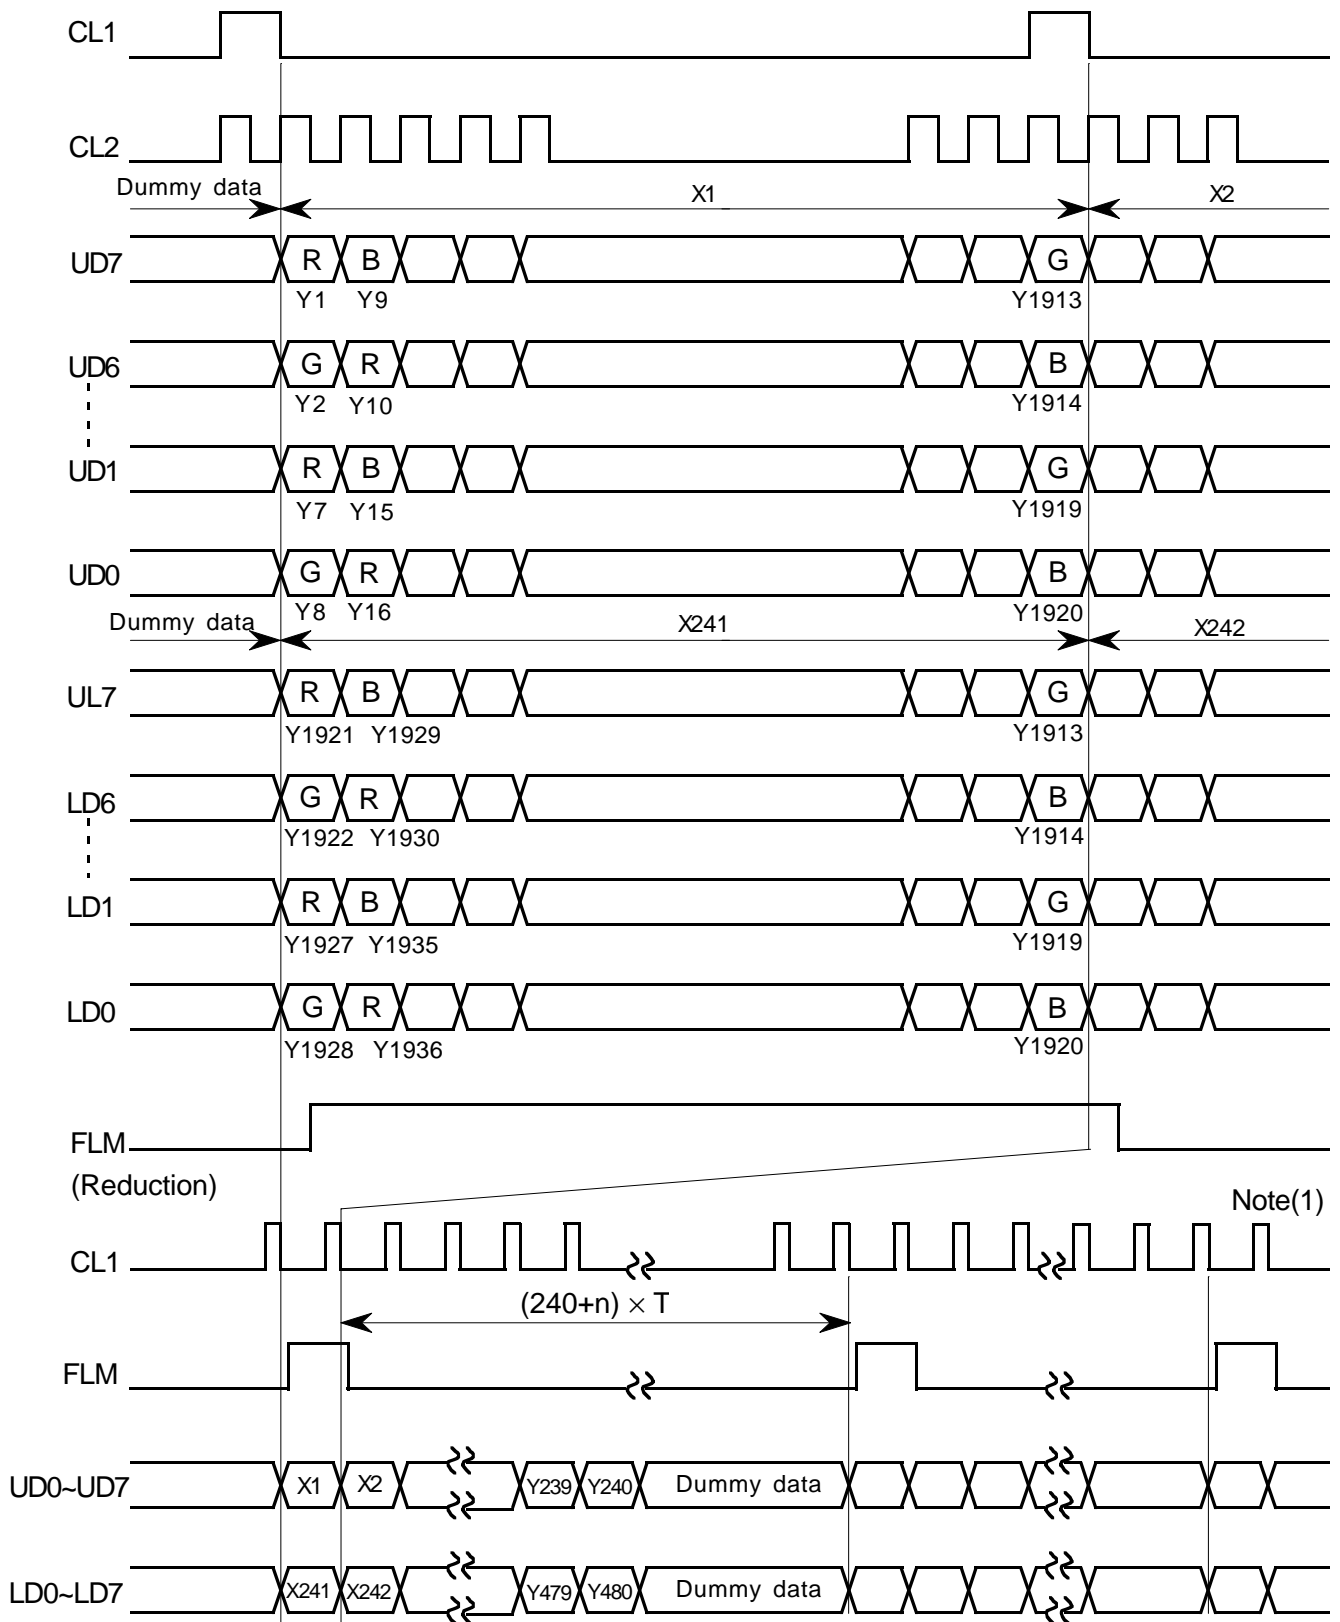 CL1
CL2
Dummy data X1 X2
UD7 R B G
Y1 Y9 Y1913
UD6 G R B
Y2 Y10 Y1914
UD1 R B G
Y7 Y15 Y1919
UD0 G R B
Y8 Y16 Y1920
Dummy data X241 X242
UL7 R B G
Y1921 Y1929 Y1913
LD6 G R B
Y1922 Y1930 Y1914
LD1 R B G
Y1927 Y1935 Y1919
LD0 G R B
Y1928 Y1936 Y1920
FLM
(Reduction)
Note(1)
CL1
(240+n) × T
FLM
UD0~UD7 X1 X2 Y239 Y240 Dummy data
LD0~LD7 X241 X242 Y479 Y480 Dummy data